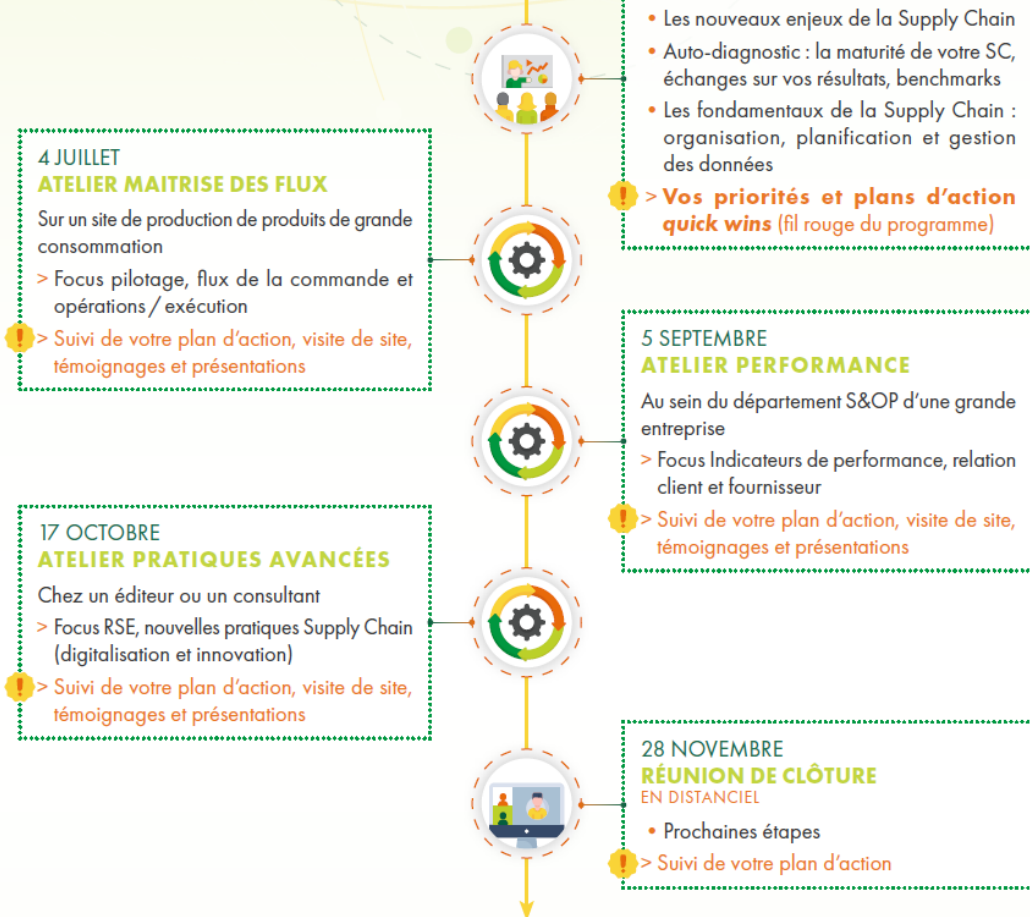 • Les nouveaux enjeux de la Supply Chain
• Auto-diagnostic : la maturité de votre SC,
échanges sur vos résultats, benchmarks
• Les fondamentaux de la Supply Chain :
organisation, planification et gestion
des données
! > Vos priorités et plans d'action
quick wins (fil rouge du programme)
4 JUILLET
ATELIER MAITRISE DES FLUX
Sur un site de production de produits de grande
consommation
> Focus pilotage, flux de la commande et
opérations / exécution
! > Suivi de votre plan d'action, visite de site,
témoignages et présentations
5 SEPTEMBRE
ATELIER PERFORMANCE
Au sein du département S&OP d'une grande
entreprise
> Focus Indicateurs de performance, relation
client et fournisseur
! > Suivi de votre plan d'action, visite de site,
témoignages et présentations
17 OCTOBRE
ATELIER PRATIQUES AVANCÉES
Chez un éditeur ou un consultant
> Focus RSE, nouvelles pratiques Supply Chain
(digitalisation et innovation)
! > Suivi de votre plan d'action, visite de site,
témoignages et présentations
28 NOVEMBRE
RÉUNION DE CLÔTURE
EN DISTANCIEL
• Prochaines étapes
! > Suivi de votre plan d'action